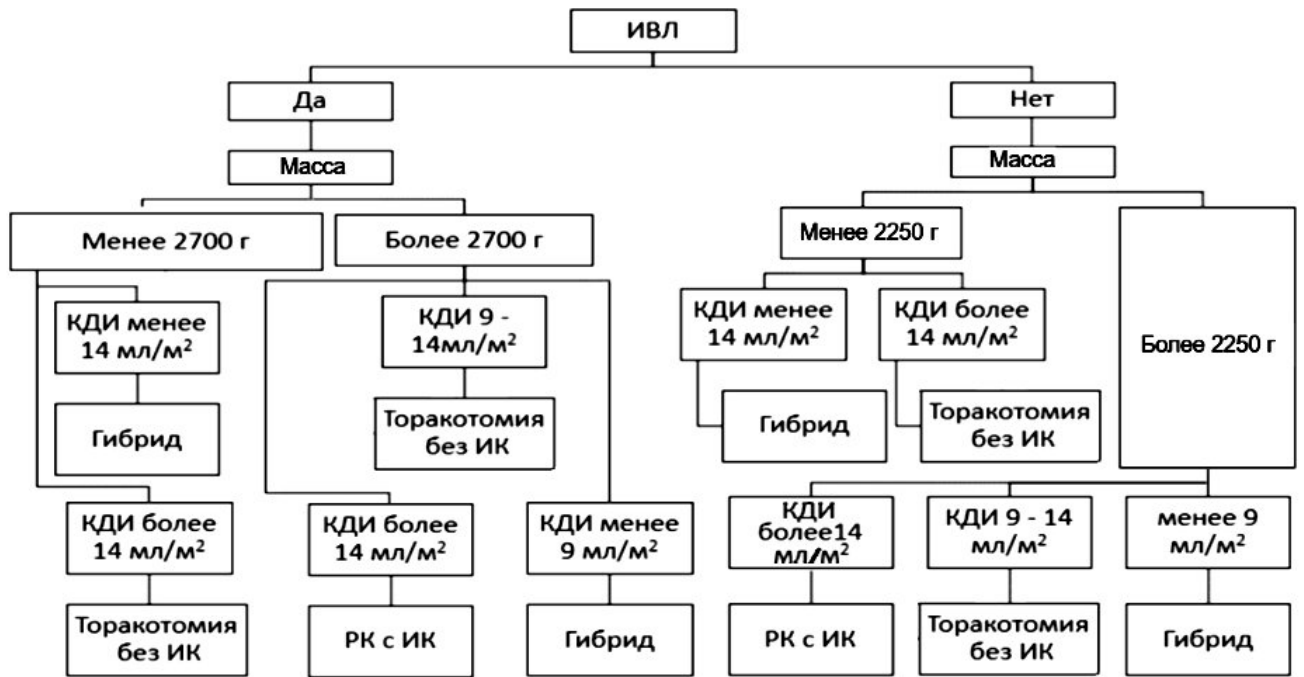 ИВЛ
Да
Нет
Масса
Масса
Менее 2700 г
Более 2700 г
Менее 2250 г
Более 2250 г
КДИ менее
14 мл/м²
КДИ 9 -
14мл/м²
КДИ менее
14 мл/м²
КДИ более
14 мл/м²
Гибрид
Торакотомия
без ИК
Гибрид
Торакотомия
без ИК
КДИ более
14 мл/м²
КДИ более
14 мл/м²
КДИ менее
9 мл/м²
КДИ
более14
мл/м²
КДИ 9 - 14
мл/м²
менее 9
мл/м²
Торакотомия
без ИК
РК с ИК
Гибрид
РК с ИК
Торакотомия
без ИК
Гибрид